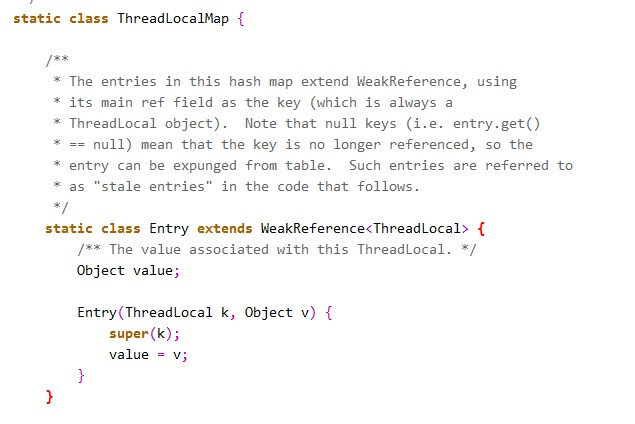 static class ThreadLocalMap {
/**
* The entries in this hash map extend WeakReference, using
* its main ref field as the key (which is always a
* ThreadLocal object).  Note that null keys (i.e. entry.get()
* == null) mean that the key is no longer referenced, so the
* entry can be expunged from table.  Such entries are referred to
* as "stale entries" in the code that follows.
*/
static class Entry extends WeakReference<ThreadLocal> {
/** The value associated with this ThreadLocal. */
Object value;
Entry(ThreadLocal k, Object v) {
super(k);
value = v;
}
}